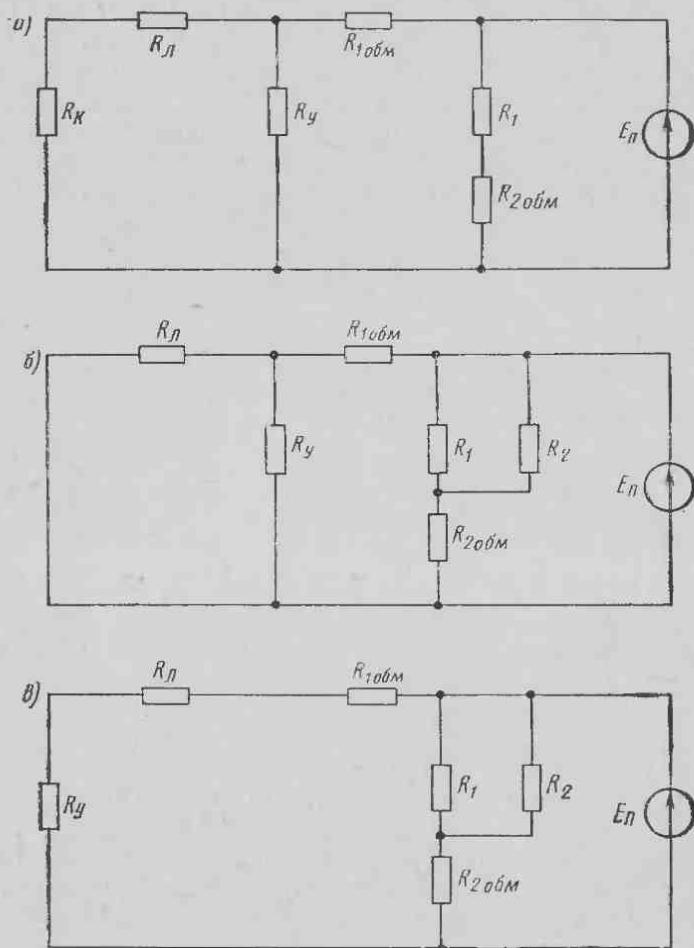 а)
Rл
R1обм
Rк
Rу
R1
Eп
R2обм
б)
Rл
R1обм
Rу
R1
R2
Eп
R2обм
в)
Rл
R1обм
Rу
R1
R2
Eп
R2обм